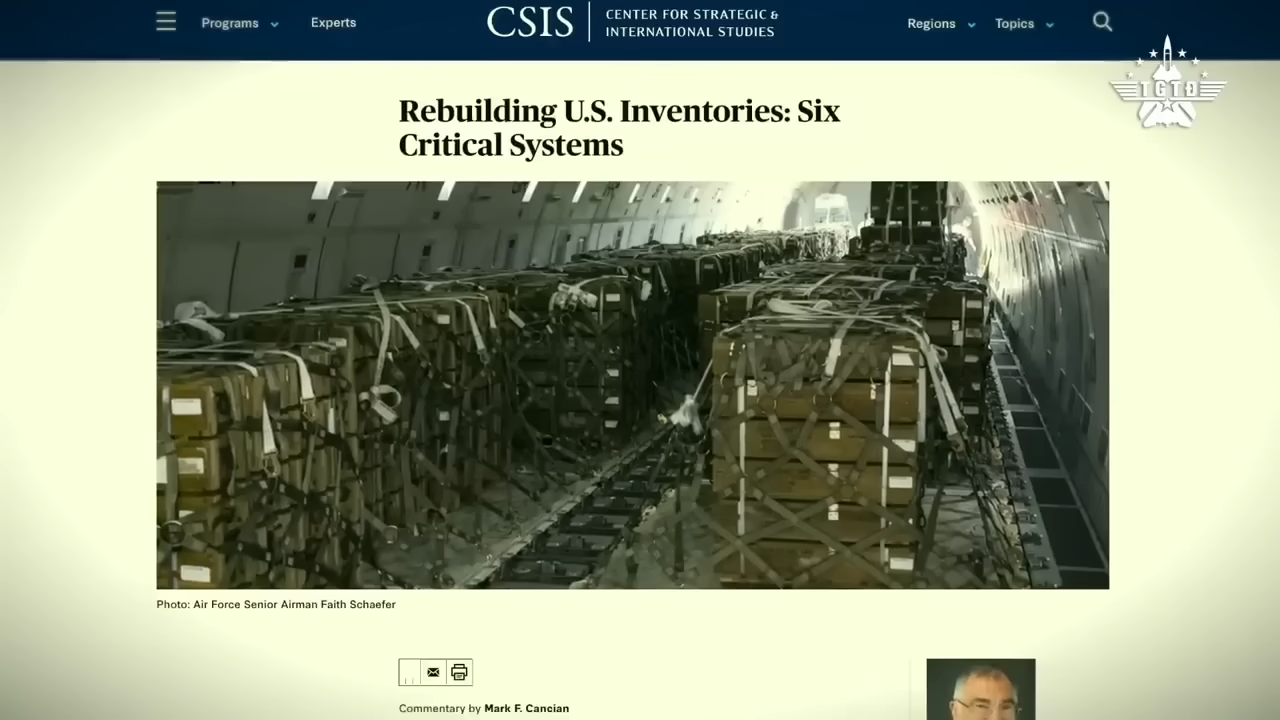 Programs
Experts
CSIS
CENTER FOR STRATEGIC &
INTERNATIONAL STUDIES
Regions
Topics
TGTD
Rebuilding U.S. Inventories: Six
Critical Systems
Photo: Air Force Senior Airman Faith Schaefer
Commentary by Mark F. Cancian